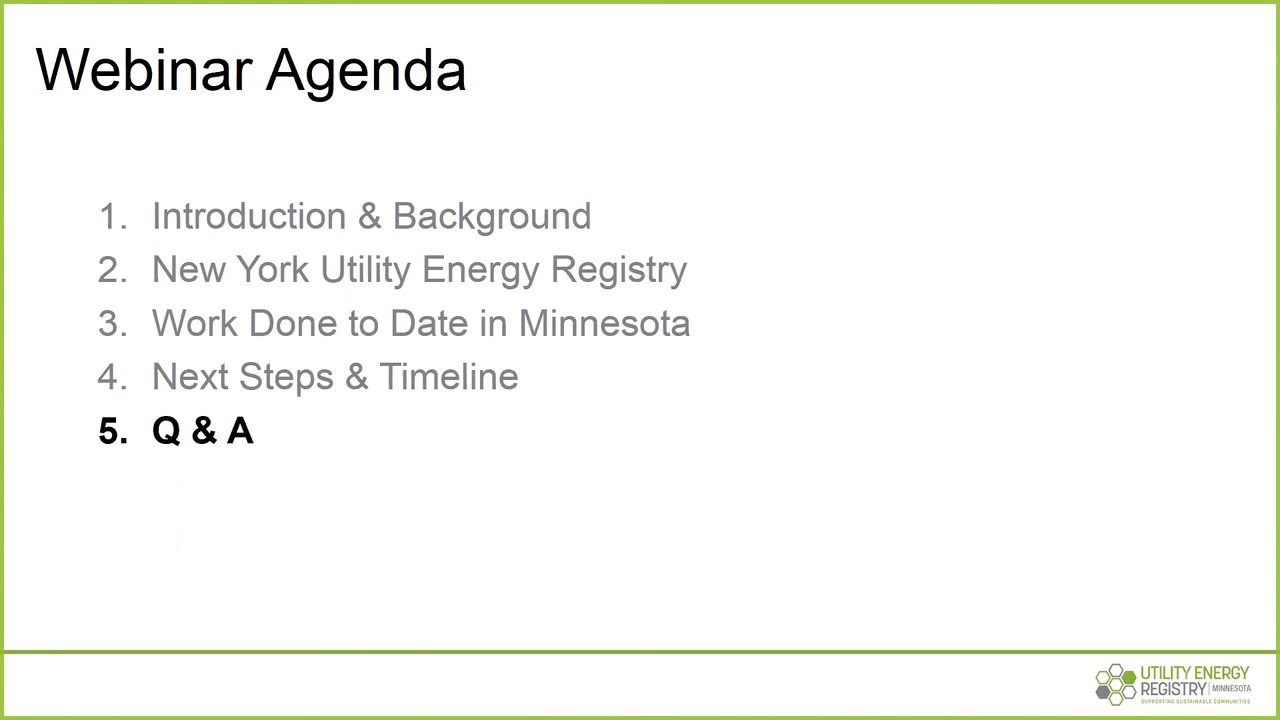 Webinar Agenda
1. Introduction & Background
2. New York Utility Energy Registry
3. Work Done to Date in Minnesota
4. Next Steps & Timeline
5. Q & A
UTILITY ENERGY
REGISTRY | MINNESOTA
SUPPORTING SUSTAINABLE COMMUNITIES